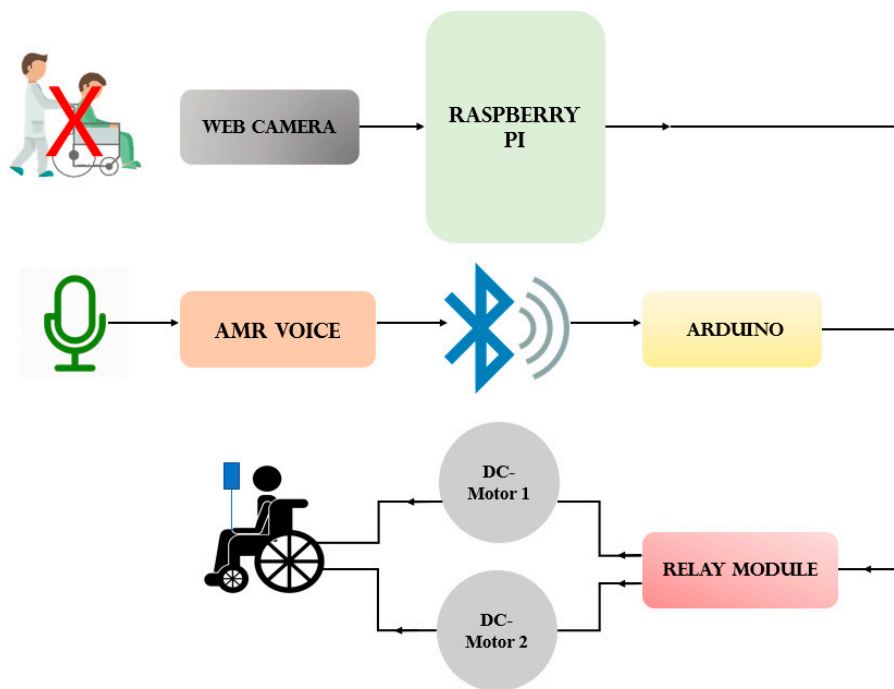 WEB CAMERA
RASPBERRY
PI
AMR VOICE
ARDUINO
DC-
Motor 1
RELAY MODULE
DC-
Motor 2